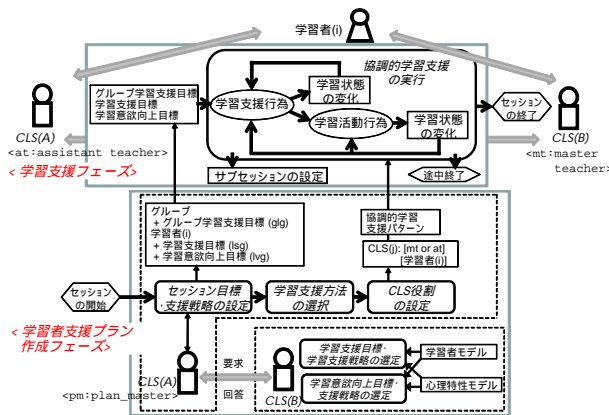 学習者(i)
協調的学習支援
の実行
グループ学習支援目標
学習支援目標
学習意欲向上目標
学習状態
の変化
学習支援行為
学習活動行為
学習状態
の変化
セッション
の終了
CLS(A)
<at:assistant teacher>
CLS(B)
<mt:master
teacher>
<学習支援フェーズ>
サブセッションの設定
途中終了
グループ
+ グループ学習支援目標 (glg)
学習者(i)
+ 学習支援目標 (lsg)
+ 学習意欲向上目標 (lvg)
協調的学習
支援パターン
CLS(j): [mt or at]
[学習者(i)]
セッション
の開始
セッション目標
・支援戦略の設定
学習支援方法
の選択
CLS役割
の設定
<学習者支援プラン
作成フェーズ>
CLS(A)
<pm:plan_master>
要求
回答
CLS(B)
学習支援目標・
学習支援戦略の選定
学習意欲向上目標・
支援戦略の選定
学習者モデル
心理特性モデル